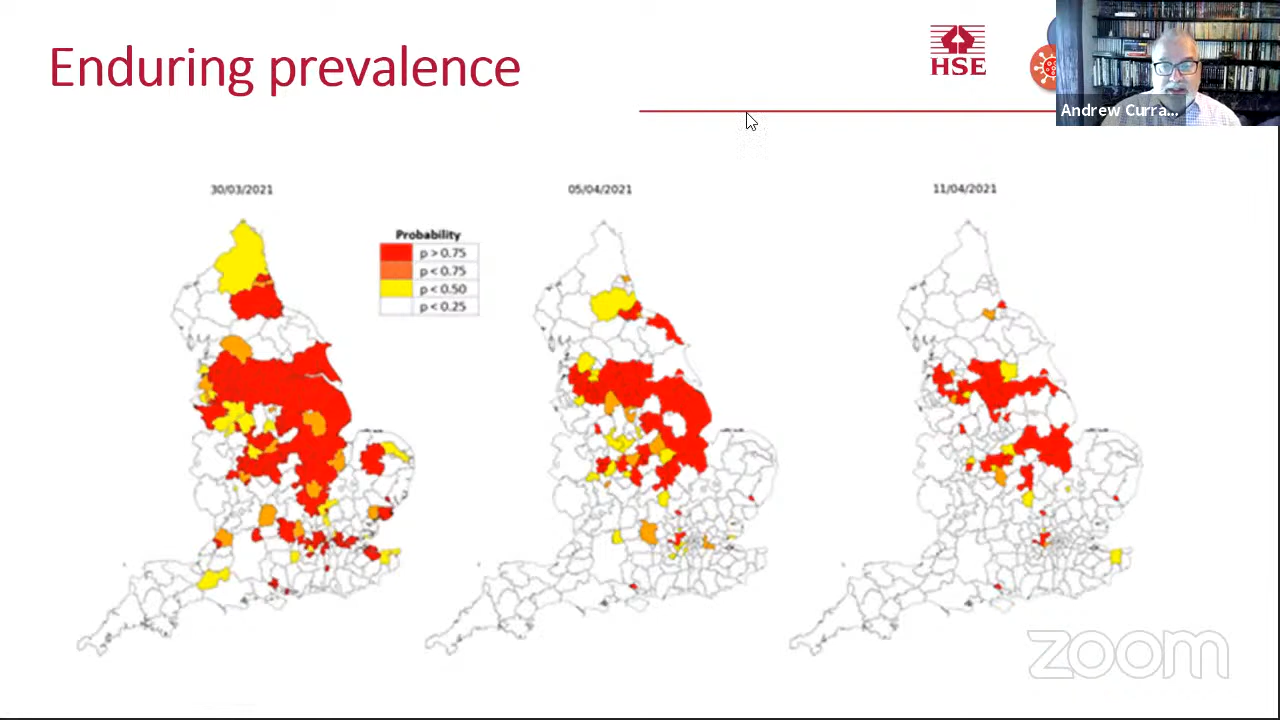 Enduring prevalence
HSE
Andrew Curra...
30/03/2021
05/04/2021
11/04/2021
Probability
p > 0.75
p < 0.75
p < 0.50
p < 0.25
zoom